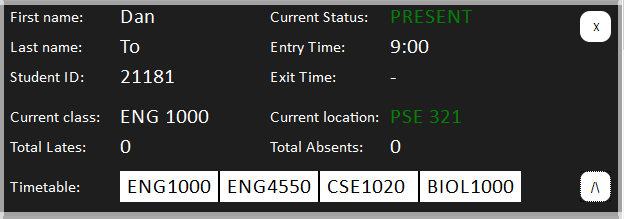 First name: Dan Current Status: PRESENT x
Last name: To Entry Time: 9:00
Student ID: 21181 Exit Time: -
Current class: ENG 1000 Current location: PSE 321
Total Lates: 0 Total Absents: 0
Timetable: ENG1000 ENG4550 CSE1020 BIOL1000 /\